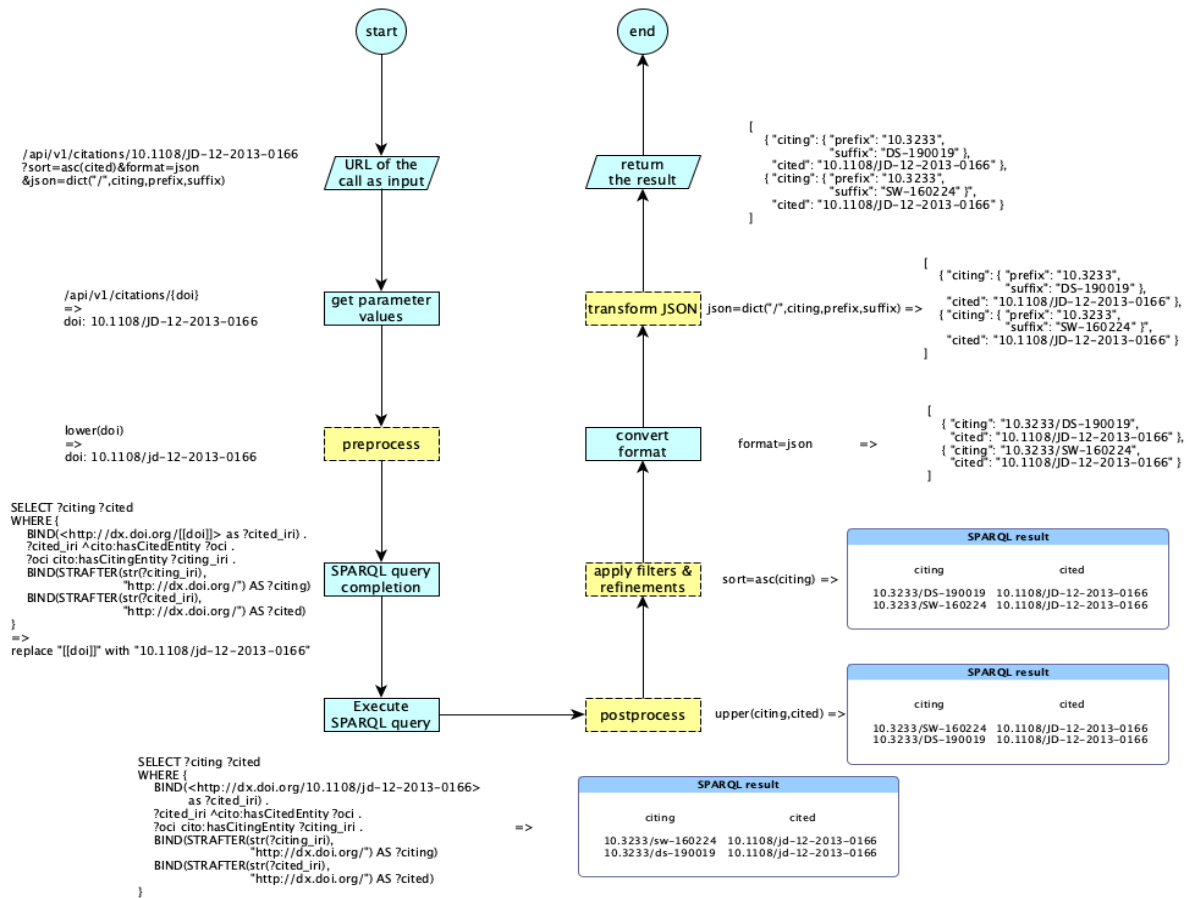 start
/api/v1/citations/10.1108/JD-12-2013-0166
?sort=asc(cited)&format=json
&json=dict("/",citing,prefix,suffix)
URL of the
call as input
/api/v1/citations/{doi}
=>
doi: 10.1108/JD-12-2013-0166
get parameter
values
lower(doi)
=>
doi: 10.1108/jd-12-2013-0166
preprocess
SELECT ?citing ?cited
WHERE {
BIND(<http://dx.doi.org/[[doi]]> as ?cited_iri) .
?cited_iri ^cito:hasCitedEntity ?oci .
?oci cito:hasCitingEntity ?citing_iri .
BIND(STRAFTER(str(?citing_iri),
"http://dx.doi.org/") AS ?citing)
BIND(STRAFTER(str(?cited_iri),
"http://dx.doi.org/") AS ?cited)
}
=>
replace "[[doi]]" with "10.1108/jd-12-2013-0166"
SPARQL query
completion
Execute
SPARQL query
SELECT ?citing ?cited
WHERE {
BIND(<http://dx.doi.org/10.1108/jd-12-2013-0166>
as ?cited_iri) .
?cited_iri ^cito:hasCitedEntity ?oci .
?oci cito:hasCitingEntity ?citing_iri .
BIND(STRAFTER(str(?citing_iri),
"http://dx.doi.org/") AS ?citing)
BIND(STRAFTER(str(?cited_iri),
"http://dx.doi.org/") AS ?cited)
}
=>
SPARQL result
citing cited
10.3233/sw-160224 10.1108/jd-12-2013-0166
10.3233/ds-190019 10.1108/jd-12-2013-0166
postprocess
upper(citing,cited) =>
SPARQL result
citing cited
10.3233/SW-160224 10.1108/JD-12-2013-0166
10.3233/DS-190019 10.1108/JD-12-2013-0166
apply filters &
refinements
sort=asc(citing) =>
SPARQL result
citing cited
10.3233/DS-190019 10.1108/JD-12-2013-0166
10.3233/SW-160224 10.1108/JD-12-2013-0166
convert
format
format=json =>
[
{ "citing": "10.3233/DS-190019",
"cited": "10.1108/JD-12-2013-0166" },
{ "citing": "10.3233/SW-160224",
"cited": "10.1108/JD-12-2013-0166" }
]
transform JSON
json=dict("/",citing,prefix,suffix) =>
[
{ "citing": { "prefix": "10.3233",
"suffix": "DS-190019" },
"cited": "10.1108/JD-12-2013-0166" },
{ "citing": { "prefix": "10.3233",
"suffix": "SW-160224" }",
"cited": "10.1108/JD-12-2013-0166" }
]
return
the result
[
{ "citing": { "prefix": "10.3233",
"suffix": "DS-190019" },
"cited": "10.1108/JD-12-2013-0166" },
{ "citing": { "prefix": "10.3233",
"suffix": "SW-160224" }",
"cited": "10.1108/JD-12-2013-0166" }
]
end